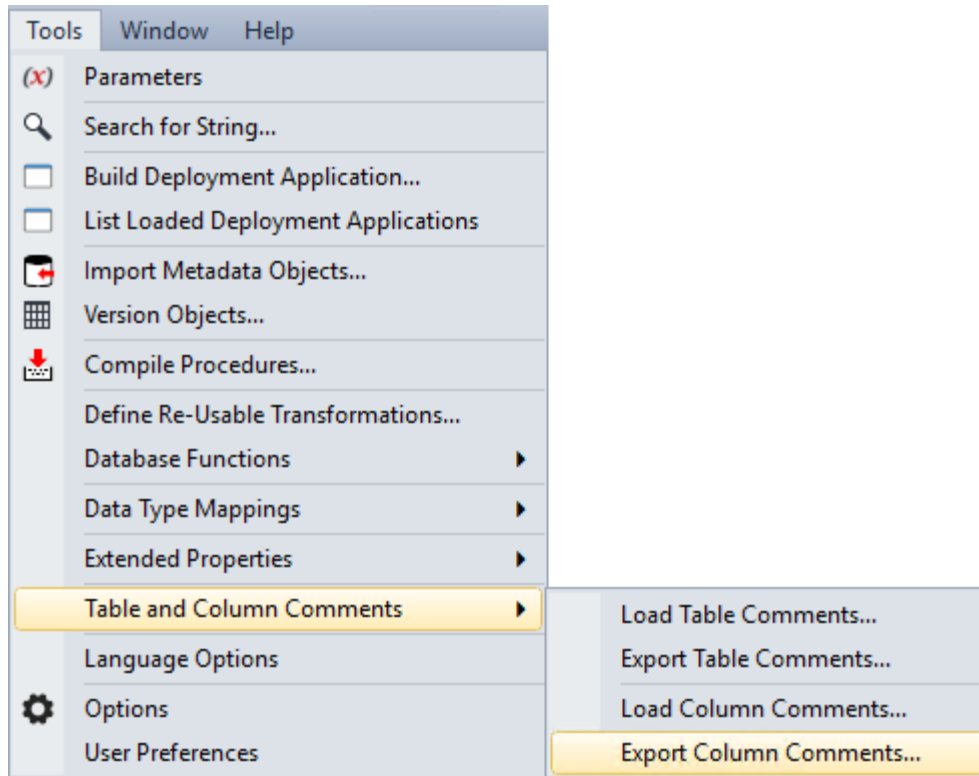 Tools Window Help
(x) Parameters
Search for String...
Build Deployment Application...
List Loaded Deployment Applications
Import Metadata Objects...
Version Objects...
Compile Procedures...
Define Re-Usable Transformations...
Database Functions
Data Type Mappings
Extended Properties
Table and Column Comments
Language Options
Options
User Preferences
Load Table Comments...
Export Table Comments...
Load Column Comments...
Export Column Comments...